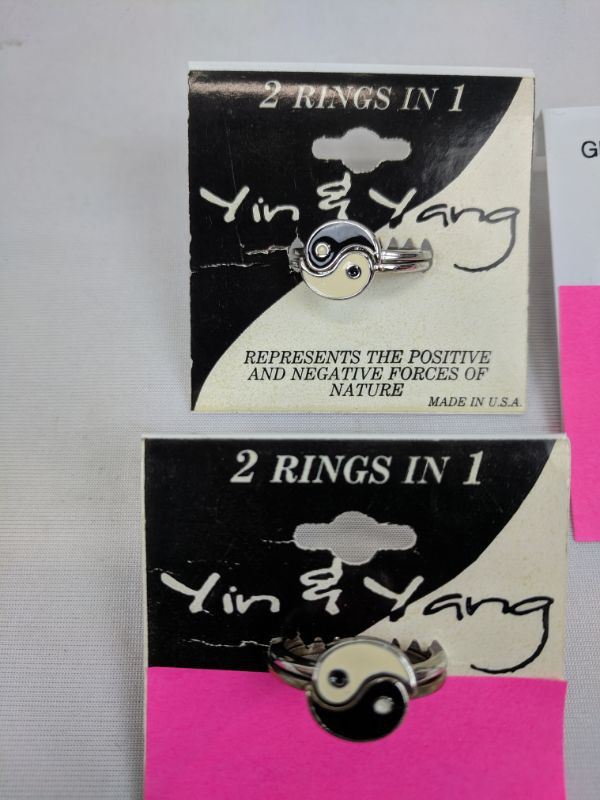 2 RINGS IN 1
Yin & Yang
REPRESENTS THE POSITIVE
AND NEGATIVE FORCES OF
NATURE
MADE IN U.S.A.
2 RINGS IN 1
Yin & Yang